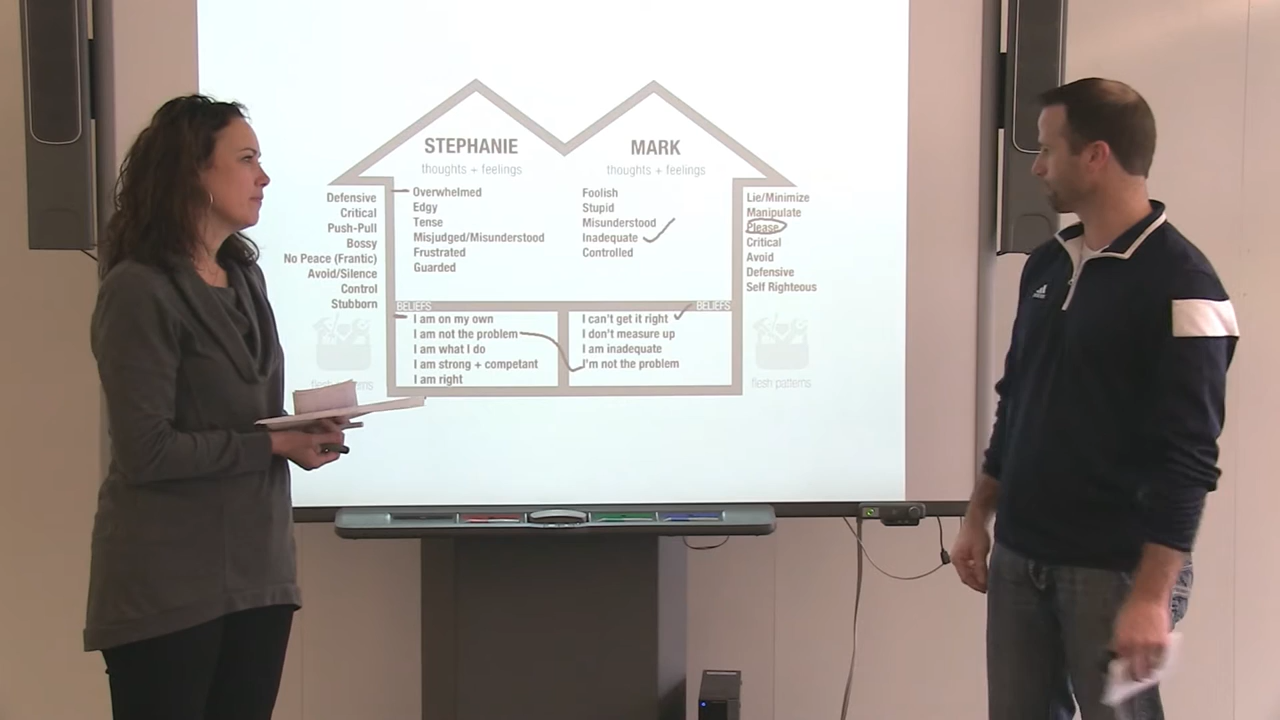 STEPHANIE
thoughts + feelings
MARK
thoughts + feelings
Defensive
Critical
Push-Pull
Bossy
No Peace (Frantic)
Avoid/Silence
Control
Stubborn
flesh patterns
Overwhelmed
Edgy
Tense
Misjudged/Misunderstood
Frustrated
Guarded
Foolish
Stupid
Misunderstood
Inadequate
Controlled
Lie/Minimize
Manipulate
Please
Critical
Avoid
Defensive
Self Righteous
flesh patterns
BELIEFS
I am on my own
I am not the problem
I am what I do
I am strong + competant
I am right
BELIEFS
I can't get it right
I don't measure up
I am inadequate
I'm not the problem